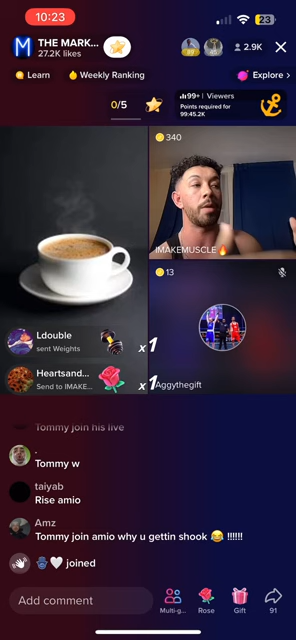 10:23
23
M THE MARK...
27.2K likes
89
2.9K
Learn
Weekly Ranking
Explore >
0/5
99+ | Viewers
Points required for
99:45.2K
340
IMAKEMUSCLE 🔥
13
Ldouble
sent Weights
x1
Heartsand...
Send to IMAKE...
x1
Aggythegift
Tommy join his live
.
Tommy w
taiyab
Rise amio
Amz
Tommy join amio why u gettin shook 😂 !!!!!!
🪬🤍 joined
Add comment
Multi-g...
Rose
Gift
91